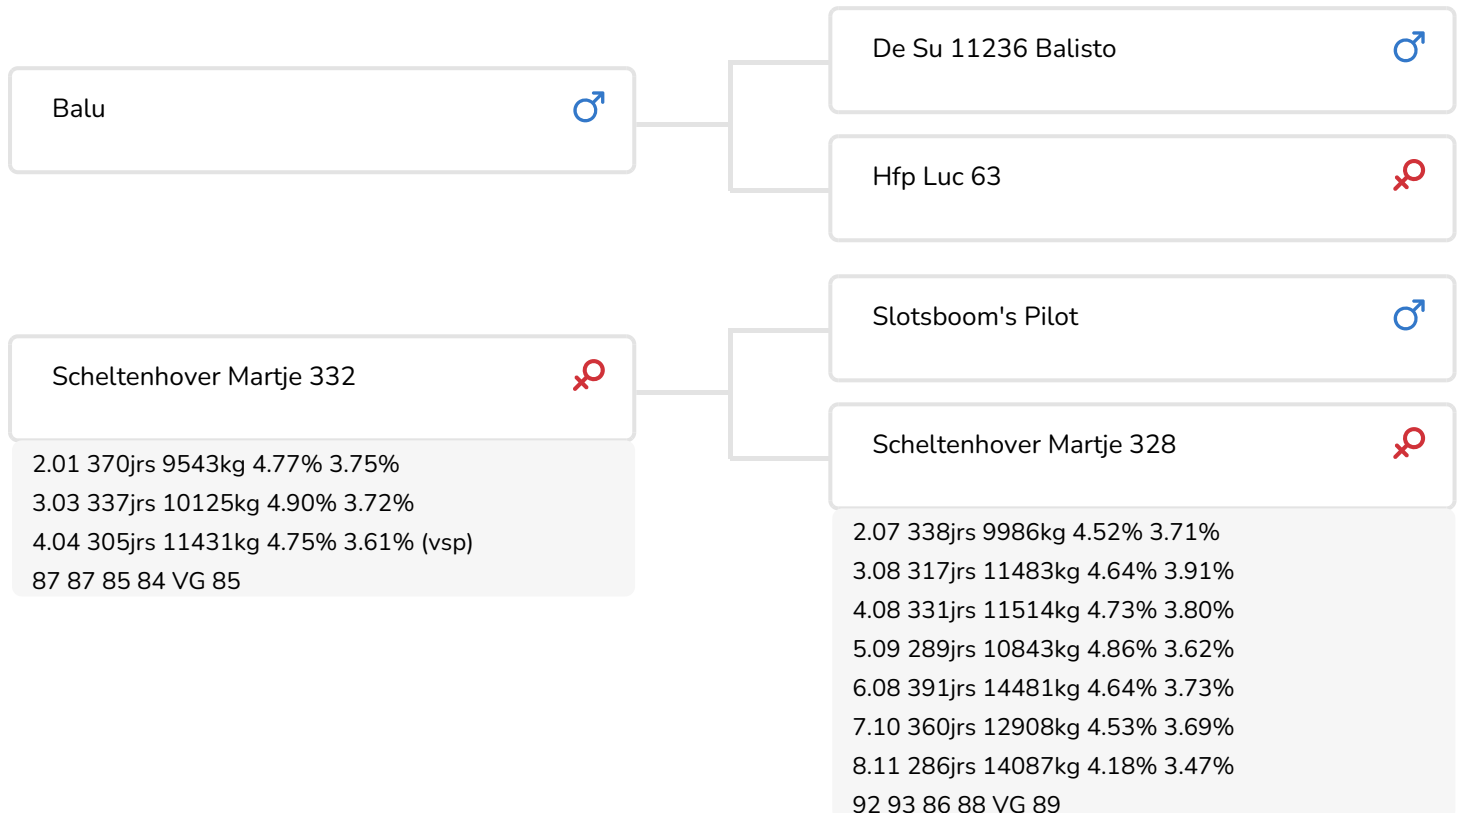 De Su 11236 Balisto
Balu
Hfp Luc 63
Slotsboom's Pilot
Scheltenhover Martje 332
2.01 370jrs 9543kg 4.77% 3.75%
3.03 337jrs 10125kg 4.90% 3.72%
4.04 305jrs 11431kg 4.75% 3.61% (vsp)
87 87 85 84 VG 85
Scheltenhover Martje 328
2.07 338jrs 9986kg 4.52% 3.71%
3.08 317jrs 11483kg 4.64% 3.91%
4.08 331jrs 11514kg 4.73% 3.80%
5.09 289jrs 10843kg 4.86% 3.62%
6.08 391jrs 14481kg 4.64% 3.73%
7.10 360jrs 12908kg 4.53% 3.69%
8.11 286jrs 14087kg 4.18% 3.47%
92 93 86 88 VG 89